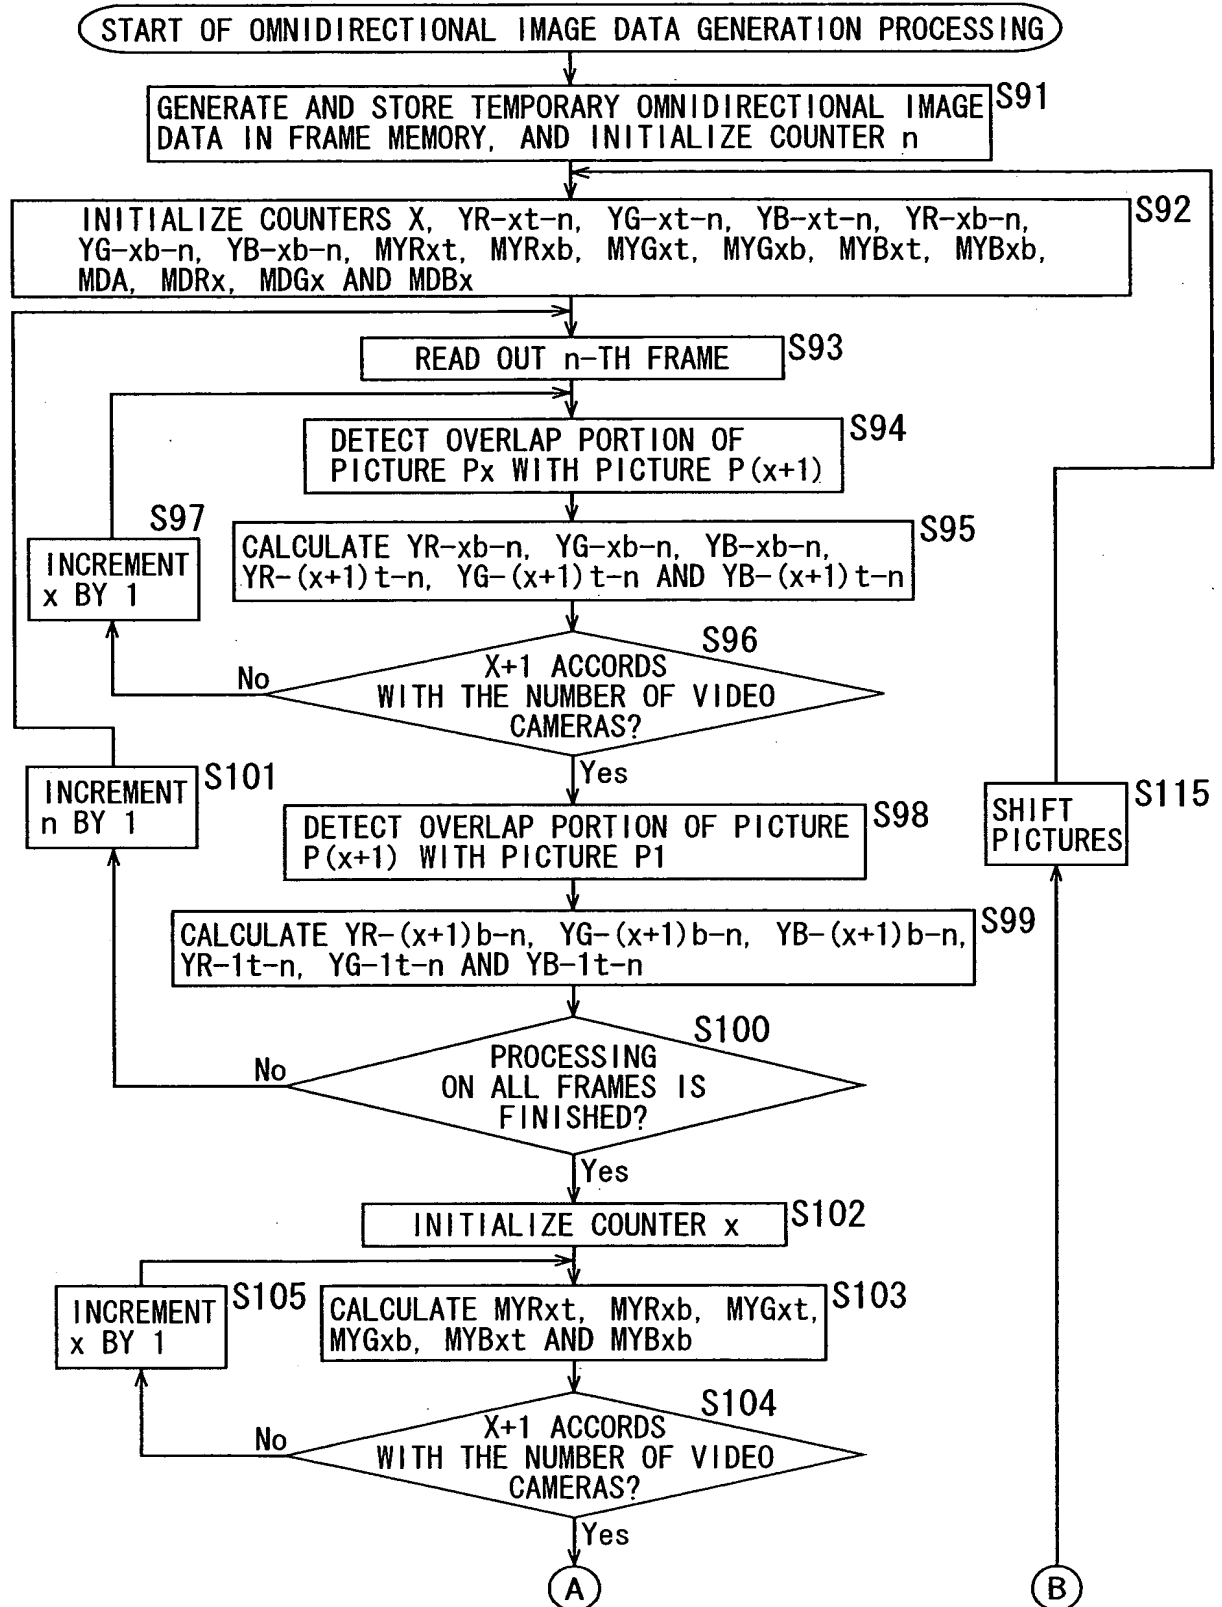 START OF OMNIDIRECTIONAL IMAGE DATA GENERATION PROCESSING
GENERATE AND STORE TEMPORARY OMNIDIRECTIONAL IMAGE
DATA IN FRAME MEMORY, AND INITIALIZE COUNTER n
S91
INITIALIZE COUNTERS X, YR-xt-n, YG-xt-n, YB-xt-n, YR-xb-n,
YG-xb-n, YB-xb-n, MYRxt, MYRxb, MYGxt, MYGxb, MYBxt, MYBxb,
MDA, MDRx, MDGx AND MDBx
S92
READ OUT n-TH FRAME
S93
DETECT OVERLAP PORTION OF
PICTURE Px WITH PICTURE P(x+1)
S94
S97
INCREMENT
x BY 1
CALCULATE YR-xb-n, YG-xb-n, YB-xb-n,
YR-(x+1)t-n, YG-(x+1)t-n AND YB-(x+1)t-n
S95
S96
X+1 ACCORDS
WITH THE NUMBER OF VIDEO
CAMERAS?
No
Yes
INCREMENT
n BY 1
S101
DETECT OVERLAP PORTION OF PICTURE
P(x+1) WITH PICTURE P1
S98
SHIFT
PICTURES
S115
CALCULATE YR-(x+1)b-n, YG-(x+1)b-n, YB-(x+1)b-n,
YR-1t-n, YG-1t-n AND YB-1t-n
S99
S100
PROCESSING
ON ALL FRAMES IS
FINISHED?
No
Yes
INITIALIZE COUNTER x
S102
INCREMENT
x BY 1
S105
CALCULATE MYRxt, MYRxb, MYGxt,
MYGxb, MYBxt AND MYBxb
S103
S104
X+1 ACCORDS
WITH THE NUMBER OF VIDEO
CAMERAS?
No
Yes
A
B